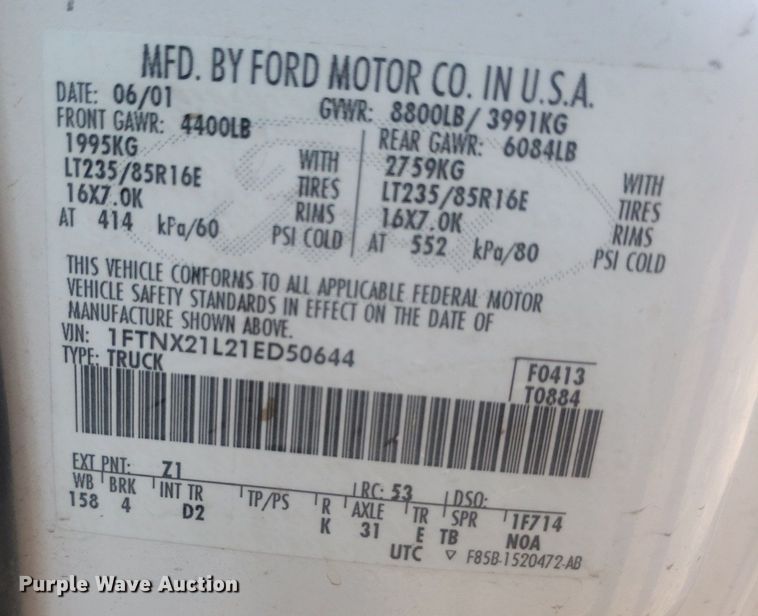 MFD. BY FORD MOTOR CO. IN U.S.A.
DATE: 06/01 GVWR: 8800LB/ 3991KG
FRONT GAWR: 4400LB REAR GAWR: 6084LB
1995KG WITH 2759KG WITH
LT235/85R16E TIRES LT235/85R16E TIRES
16X7.0K RIMS 16X7.0K RIMS
AT 414 kPa/60 PSI COLD AT 552 kPa/80 PSI COLD
THIS VEHICLE CONFORMS TO ALL APPLICABLE FEDERAL MOTOR
VEHICLE SAFETY STANDARDS IN EFFECT ON THE DATE OF
MANUFACTURE SHOWN ABOVE.
VIN: 1FTNX21L21ED50644
TYPE: TRUCK
F0413
T0884
EXT PNT: Z1 RC: 53 DSO:
WB BRK INT TR TP/PS R AXLE TR SPR 1F714
158 4 D2 K 31 E TB NOA
UTC ▽ F85B-1520472-AB
Purple Wave Auction